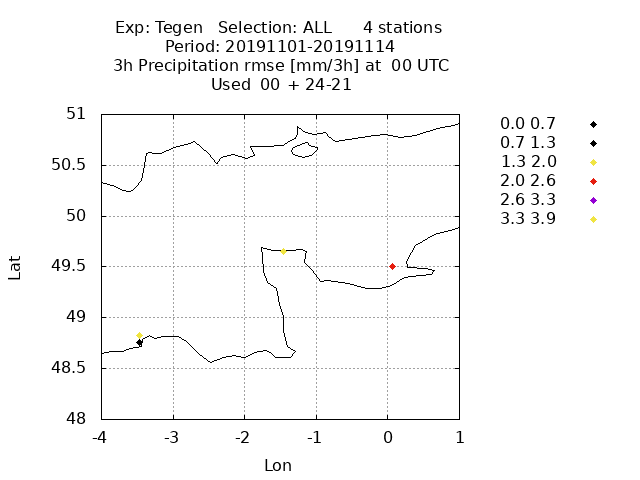 Exp: Tegen   Selection: ALL      4 stations
Period: 20191101-20191114
3h Precipitation rmse [mm/3h] at  00 UTC
Used  00 + 24-21
51
50.5
50
49.5
49
48.5
48
Lat
-4 -3 -2 -1 0 1
Lon
0.0 0.7
0.7 1.3
1.3 2.0
2.0 2.6
2.6 3.3
3.3 3.9